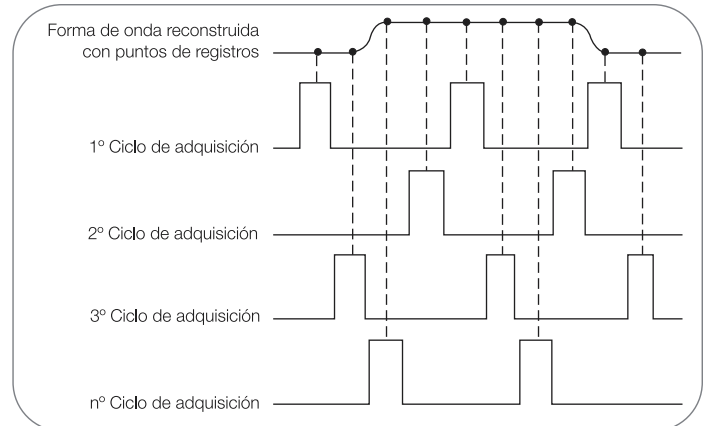 Forma de onda reconstruida
con puntos de registros
1º Ciclo de adquisición
2º Ciclo de adquisición
3º Ciclo de adquisición
nº Ciclo de adquisición